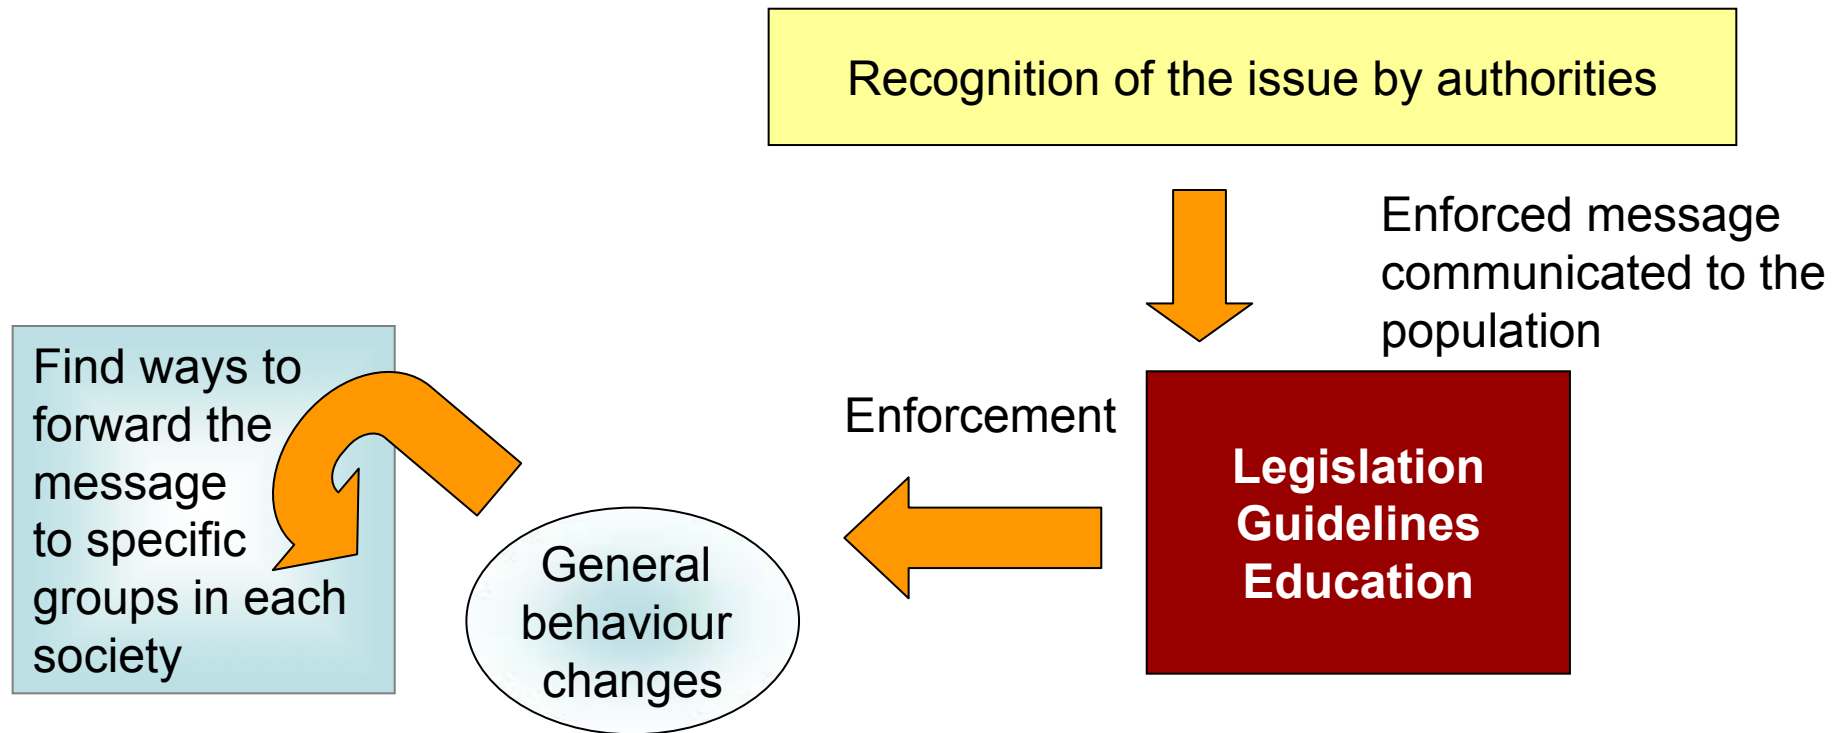 Recognition of the issue by authorities
Enforced message
communicated to the
population
Legislation
Guidelines
Education
Enforcement
General
behaviour
changes
Find ways to
forward the
message
to specific
groups in each
society